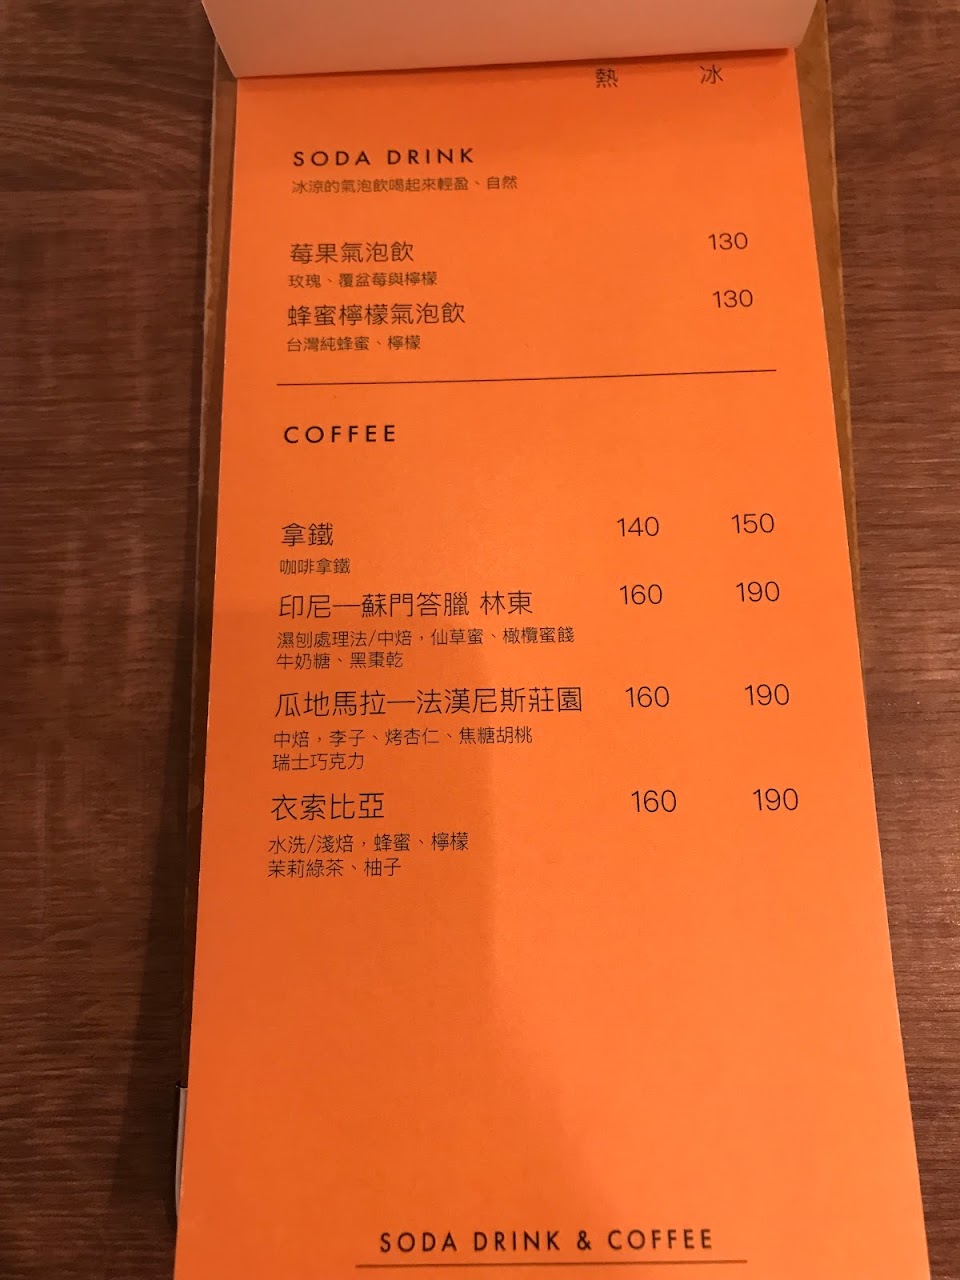 熱 冰
SODA DRINK
冰涼的氣泡飲喝起來輕盈、自然
莓果氣泡飲 130
玫瑰、覆盆莓與檸檬
蜂蜜檸檬氣泡飲 130
台灣純蜂蜜、檸檬
COFFEE
拿鐵 140 150
咖啡拿鐵
印尼—蘇門答臘 林東 160 190
濕刨處理法/中焙，仙草蜜、橄欖蜜餞
牛奶糖、黑棗乾
瓜地馬拉—法漢尼斯莊園 160 190
中焙，李子、烤杏仁、焦糖胡桃
瑞士巧克力
衣索比亞 160 190
水洗/淺焙，蜂蜜、檸檬
茉莉綠茶、柚子
SODA DRINK & COFFEE